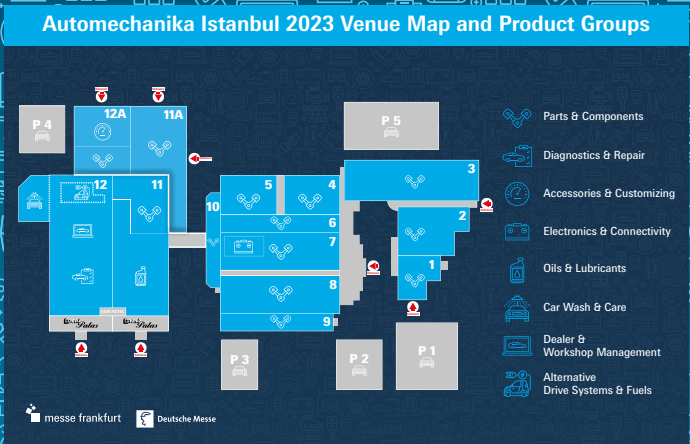 Automechanika Istanbul 2023 Venue Map and Product Groups
12A
11A
P 4
P 5
Parts & Components
Diagnostics & Repair
Accessories & Customizing
Electronics & Connectivity
Oils & Lubricants
Car Wash & Care
Dealer &
Workshop Management
Alternative
Drive Systems & Fuels
12
11
10
5
4
3
6
2
7
1
8
9
Palas
Palas
P 3
P 2
P 1
messe frankfurt
Deutsche Messe